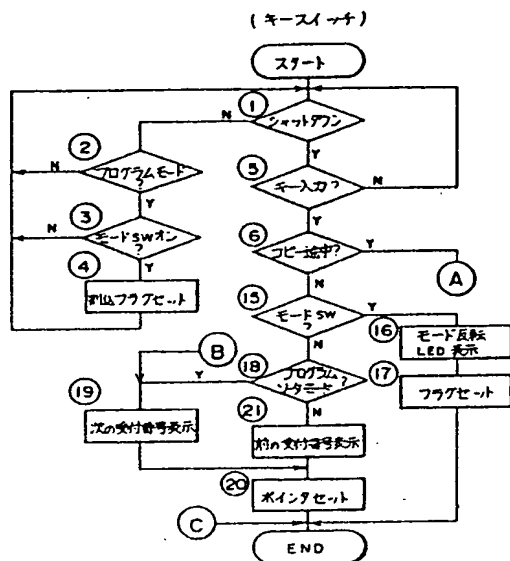 (キースイッチ)
スタート
①
シャットダウン
N
Y
②
プログラムモード
?
N
Y
⑤
キー入力?
N
Y
③
モードSWオン
?
N
Y
⑥
コピー途中?
Y
N
A
④
割込フラグセット
⑮
モードSW
?
Y
N
⑯
モード反転
LED表示
B
⑱
プログラム
ソータモード?
Y
N
⑰
フラグセット
⑲
次の受付番号表示
㉑
前の受付番号表示
⑳
ポインタセット
C
END